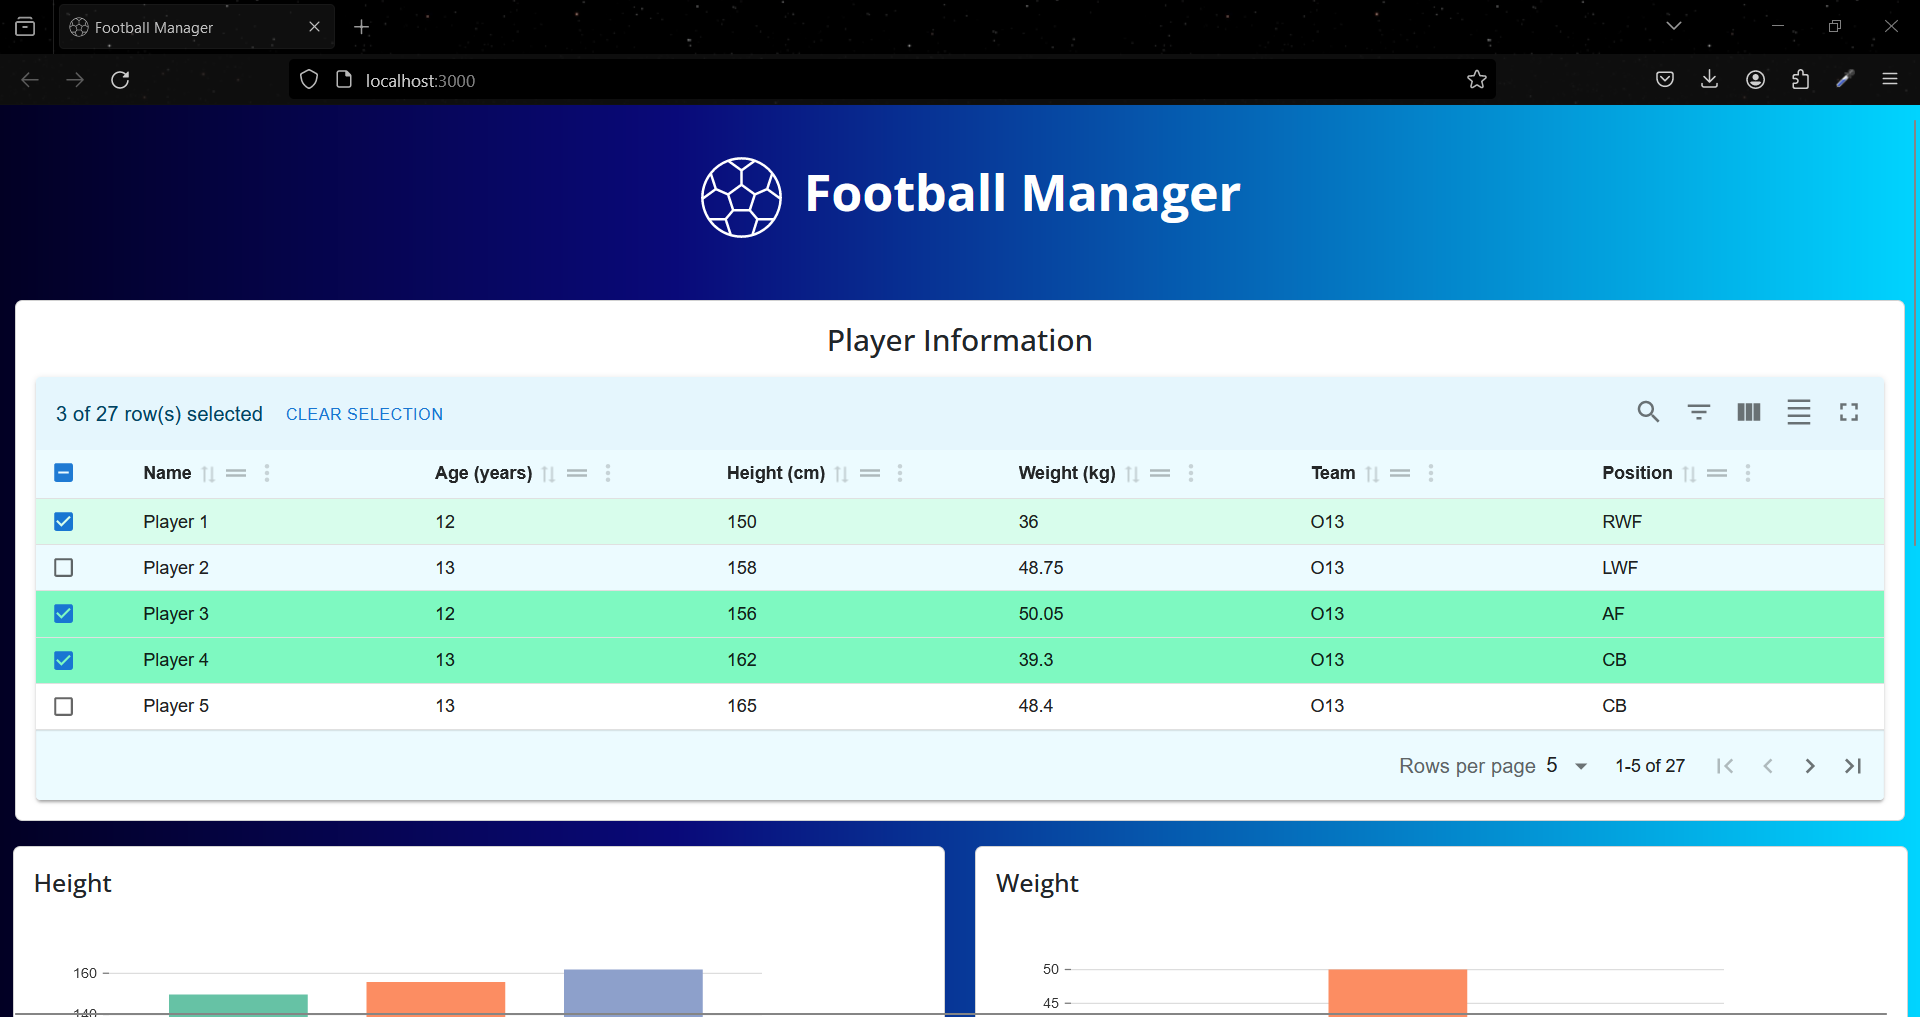 Football Manager
localhost:3000
Football Manager
Player Information
3 of 27 row(s) selected CLEAR SELECTION
Name Age (years) Height (cm) Weight (kg) Team Position
Player 1 12 150 36 O13 RWF
Player 2 13 158 48.75 O13 LWF
Player 3 12 156 50.05 O13 AF
Player 4 13 162 39.3 O13 CB
Player 5 13 165 48.4 O13 CB
Rows per page 5 1-5 of 27
Height
160
140
Weight
50
45